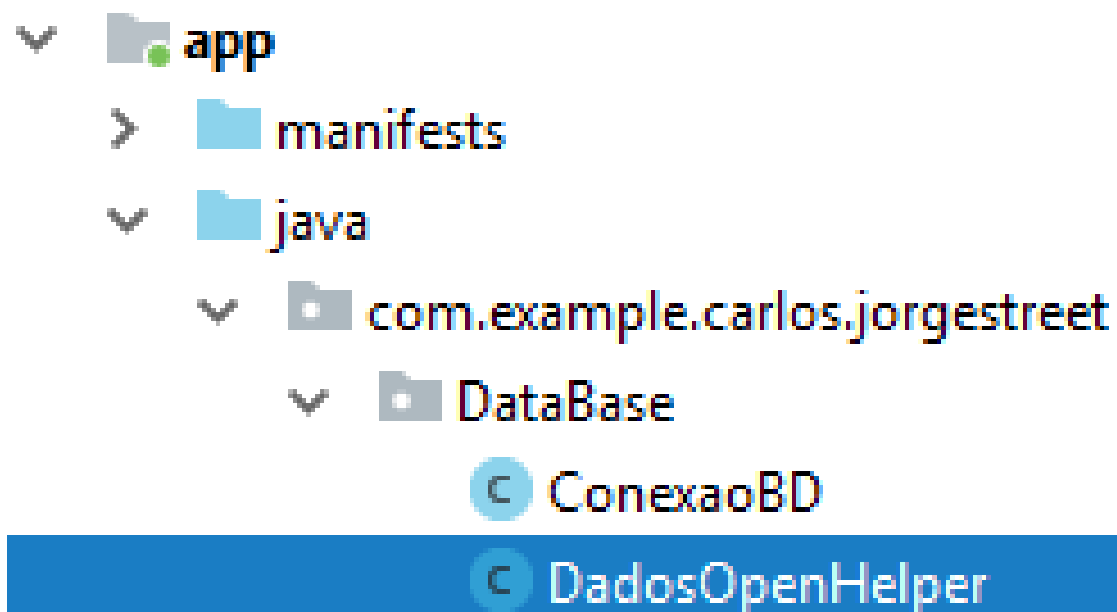 app
manifests
java
com.example.carlos.jorgestreet
DataBase
C ConexaoBD
C DadosOpenHelper